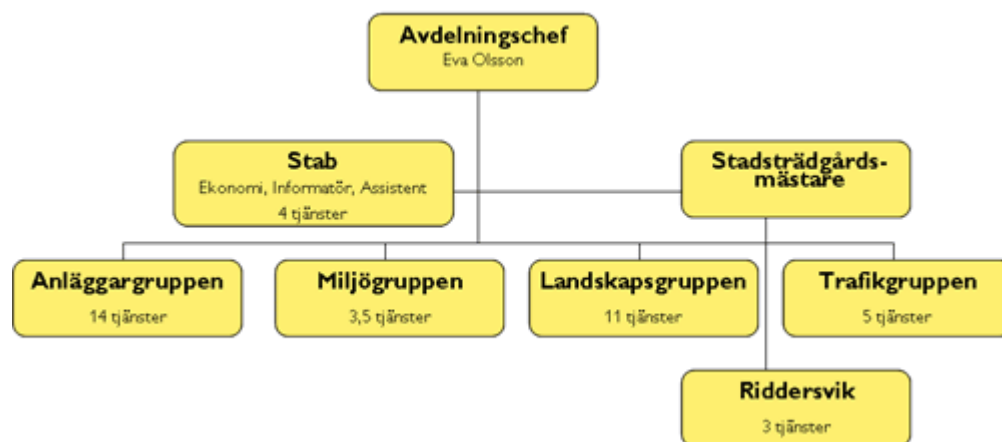 Avdelningschef
Eva Olsson
Stab
Ekonomi, Informatör, Assistent
4 tjänster
Stadsträdgårds-
mästare
Anläggargruppen
14 tjänster
Miljögruppen
3,5 tjänster
Landskapsgruppen
11 tjänster
Trafikgruppen
5 tjänster
Riddersvik
3 tjänster